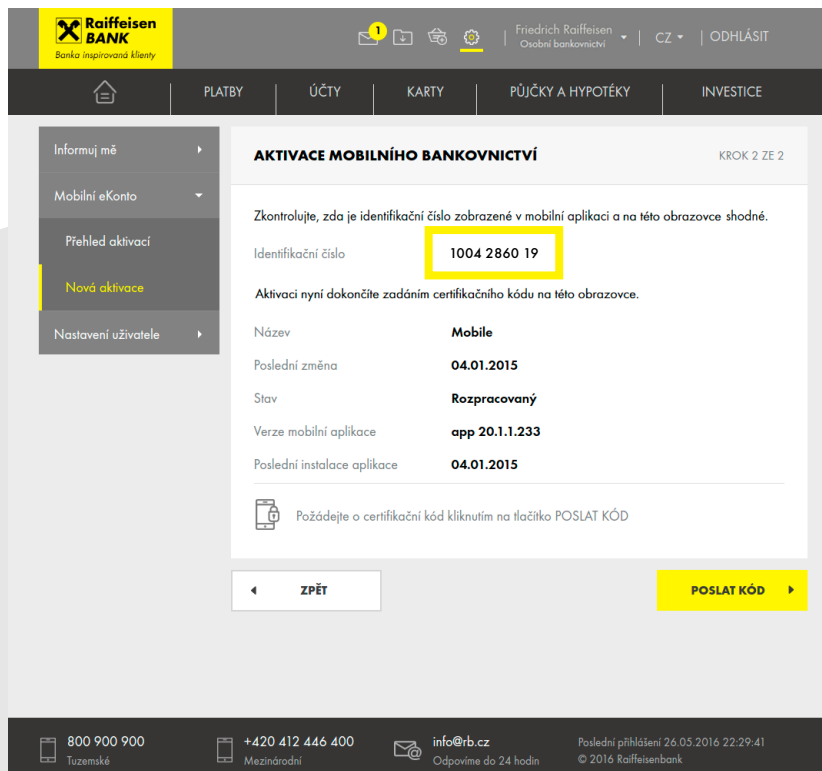 Raiffeisen
BANK
Banka inspirovaná klienty
1
Friedrich Raiffeisen
Osobní bankovnictví
CZ
ODHLÁSIT
PLATBY
ÚČTY
KARTY
PŮJČKY A HYPOTÉKY
INVESTICE
Informuj mě
Mobilní eKonto
Přehled aktivací
Nová aktivace
Nastavení uživatele
AKTIVACE MOBILNÍHO BANKOVNICTVÍ
KROK 2 ZE 2
Zkontrolujte, zda je identifikační číslo zobrazené v mobilní aplikaci a na této obrazovce shodné.
Identifikační číslo 1004 2860 19
Aktivaci nyní dokončíte zadáním certifikačního kódu na této obrazovce.
Název Mobile
Poslední změna 04.01.2015
Stav Rozpracovaný
Verze mobilní aplikace app 20.1.1.233
Poslední instalace aplikace 04.01.2015
Požádejte o certifikační kód kliknutím na tlačítko POSLAT KÓD
ZPĚT
POSLAT KÓD
800 900 900
Tuzemské
+420 412 446 400
Mezinárodní
info@rb.cz
Odpovíme do 24 hodin
Poslední přihlášení 26.05.2016 22:29:41
© 2016 Raiffeisenbank